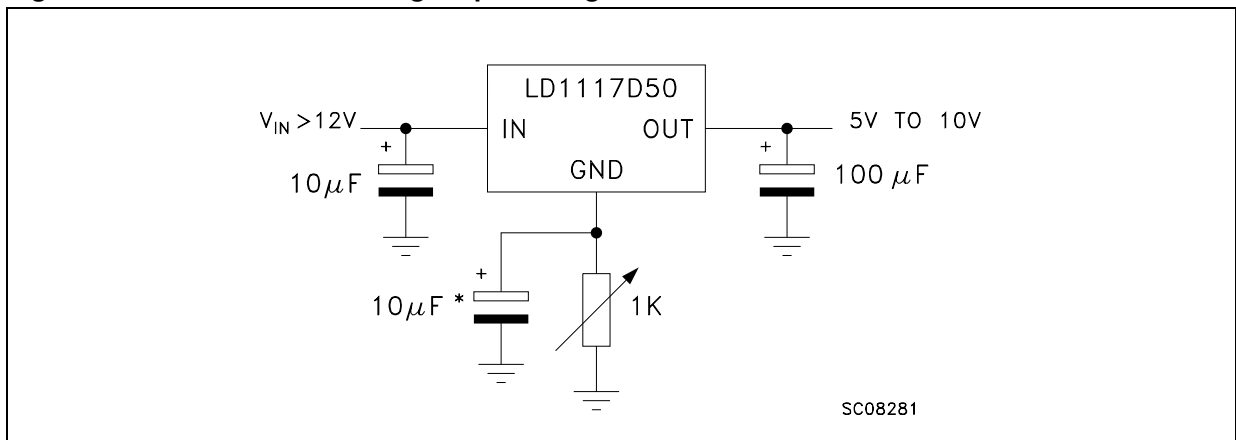 LD1117D50
V_IN >12V
IN
OUT
5V TO 10V
+
+
GND
10μF
100 μF
+
10μF *
1K
SC08281